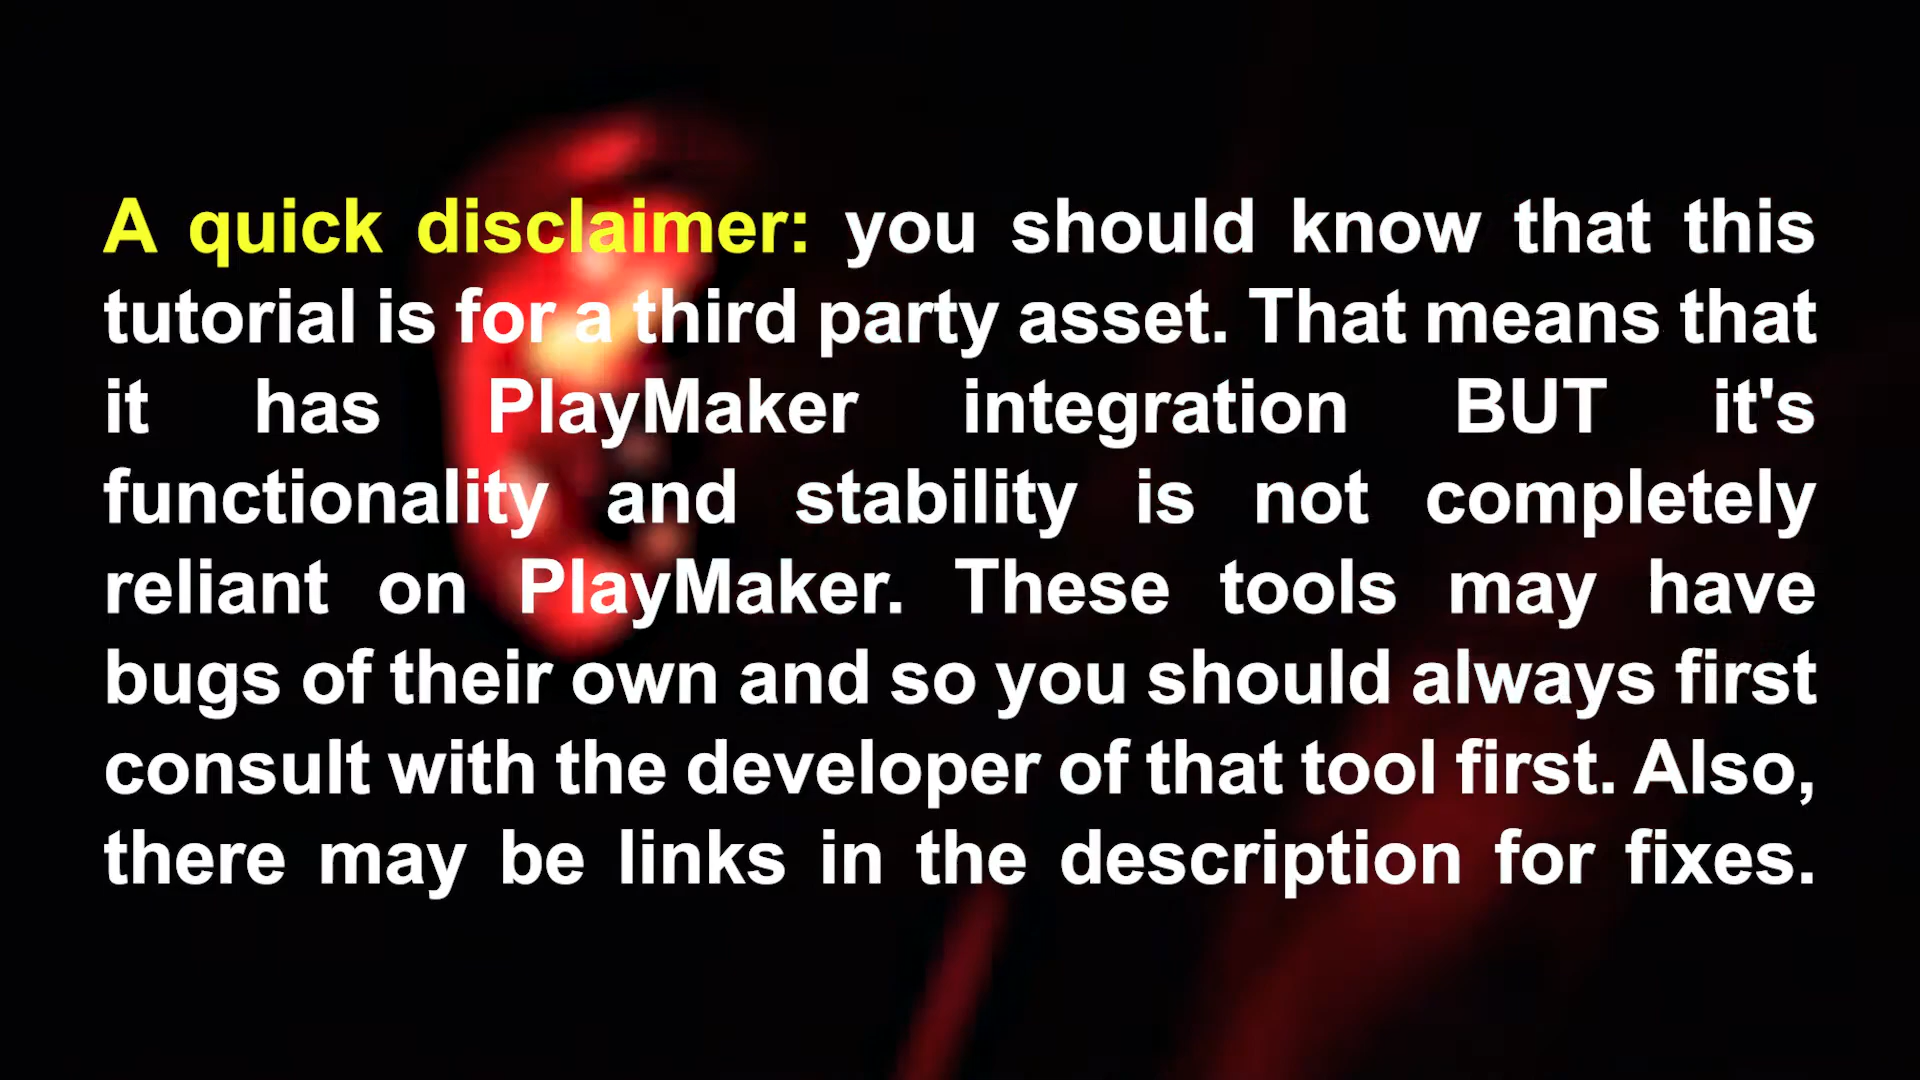 A quick disclaimer: you should know that this
tutorial is for a third party asset. That means that
it has PlayMaker integration BUT it's
functionality and stability is not completely
reliant on PlayMaker. These tools may have
bugs of their own and so you should always first
consult with the developer of that tool first. Also,
there may be links in the description for fixes.